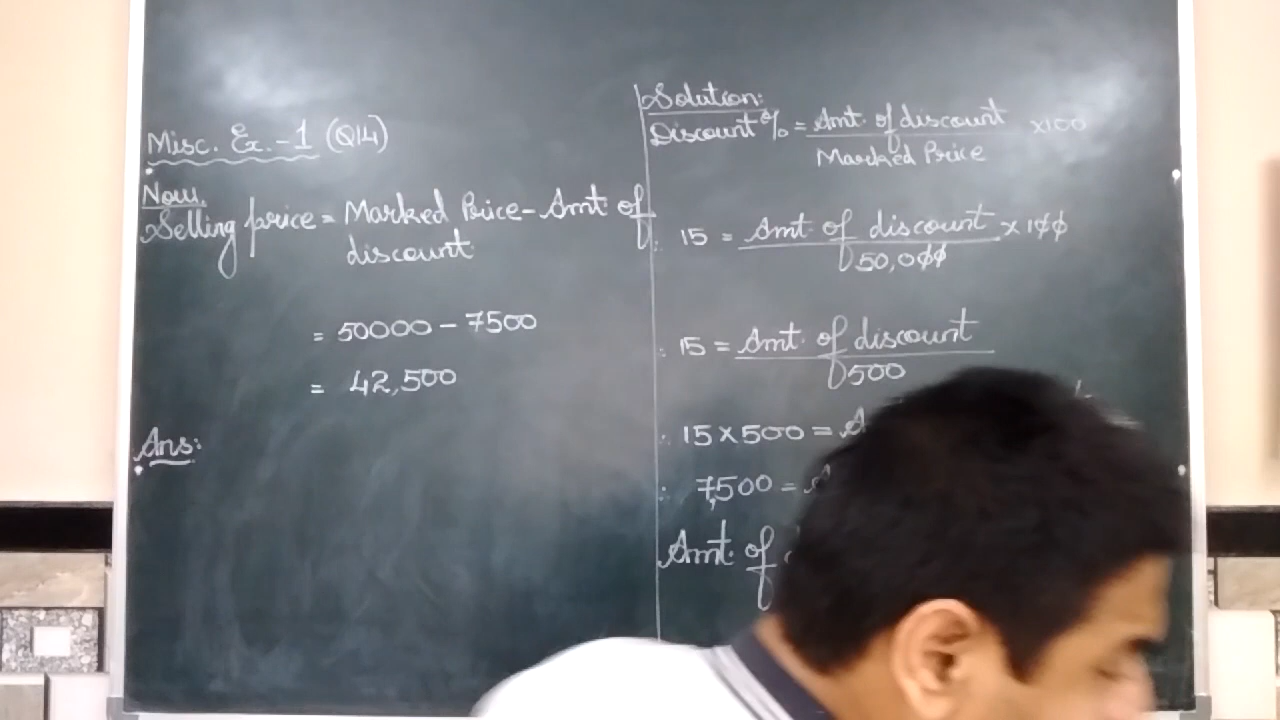 Misc. Ex.-1 (Q14)
Now,
Selling price = Marked Price - Amt of
discount
= 50000 - 7500
= 42,500
Ans:
Solution:
Discount % = Amt. of discount ×100
Marked Price
∴ 15 = Amt. of discount × 100
50,000
∴ 15 = Amt. of discount
500
∴ 15×500 = A
∴ 7,500 = A
Amt. of